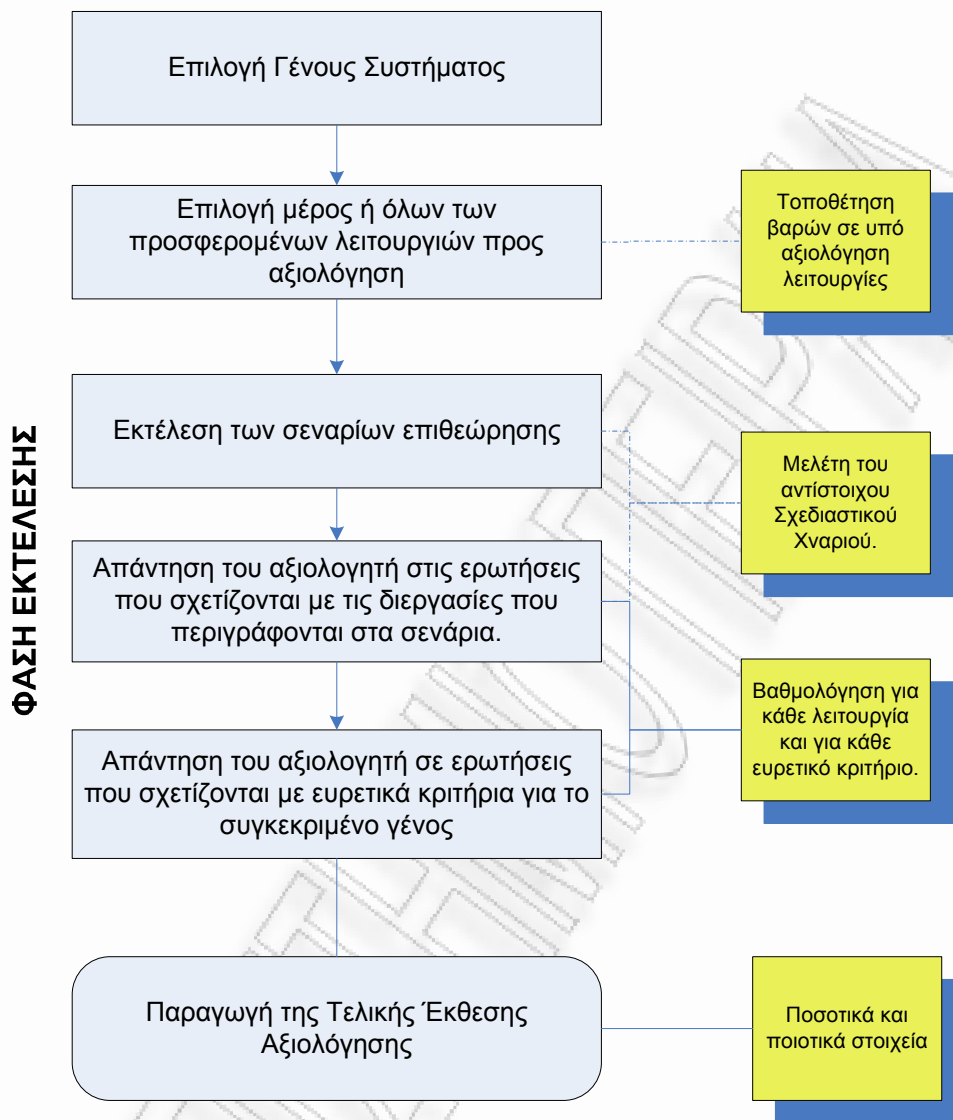 Επιλογή Γένους Συστήματος
Επιλογή μέρος ή όλων των
προσφερομένων λειτουργιών προς
αξιολόγηση
Τοποθέτηση
βαρών σε υπό
αξιολόγηση
λειτουργίες
Εκτέλεση των σεναρίων επιθεώρησης
Μελέτη του
αντίστοιχου
Σχεδιαστικού
Χναριού.
ΦΑΣΗ ΕΚΤΕΛΕΣΗΣ
Απάντηση του αξιολογητή στις ερωτήσεις
που σχετίζονται με τις διεργασίες που
περιγράφονται στα σενάρια.
Βαθμολόγηση για
κάθε λειτουργία
και για κάθε
ευρετικό κριτήριο.
Απάντηση του αξιολογητή σε ερωτήσεις
που σχετίζονται με ευρετικά κριτήρια για το
συγκεκριμένο γένος
Παραγωγή της Τελικής Έκθεσης
Αξιολόγησης
Ποσοτικά και
ποιοτικά στοιχεία